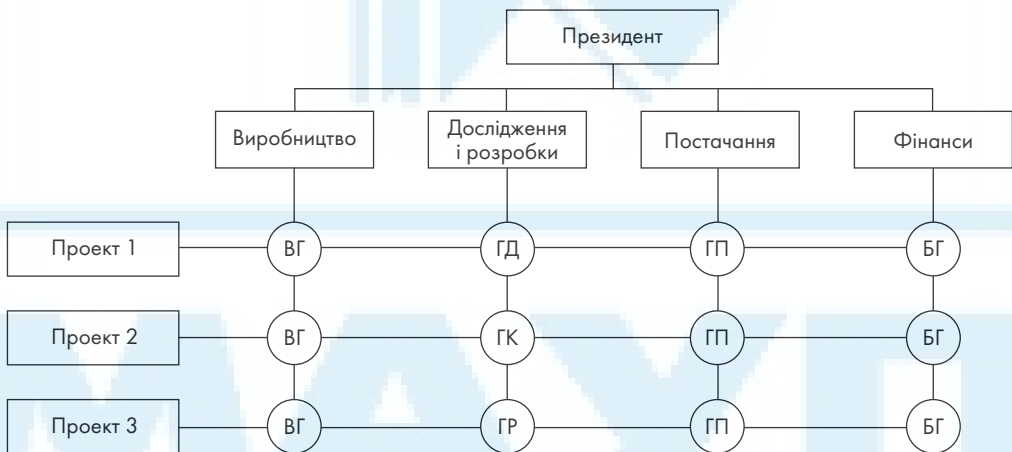 Президент
Виробництво
Дослідження
і розробки
Постачання
Фінанси
Проект 1
ВГ
ГД
ГП
БГ
Проект 2
ВГ
ГК
ГП
БГ
Проект 3
ВГ
ГР
ГП
БГ